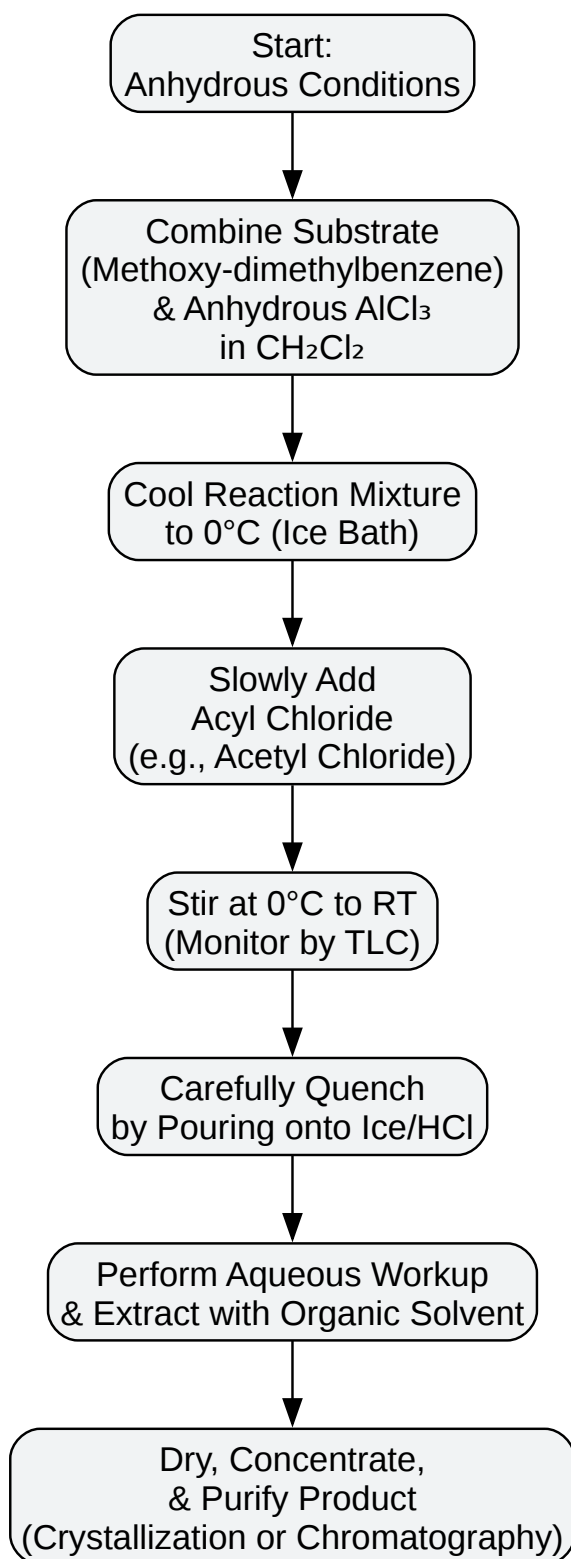 Start:
Anhydrous Conditions
Combine Substrate
(Methoxy-dimethylbenzene)
& Anhydrous AlCl₃
in CH₂Cl₂
Cool Reaction Mixture
to 0°C (Ice Bath)
Slowly Add
Acyl Chloride
(e.g., Acetyl Chloride)
Stir at 0°C to RT
(Monitor by TLC)
Carefully Quench
by Pouring onto Ice/HCl
Perform Aqueous Workup
& Extract with Organic Solvent
Dry, Concentrate,
& Purify Product
(Crystallization or Chromatography)